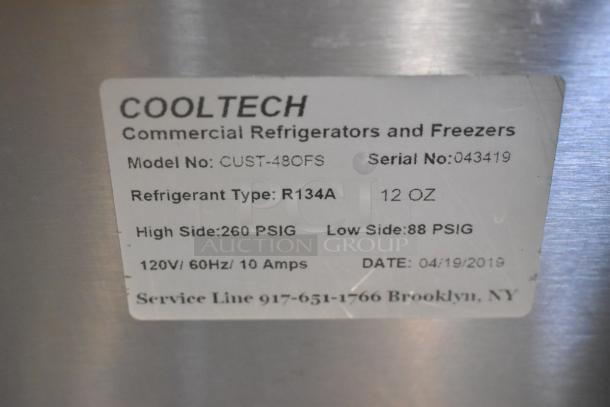 COOLTECH
Commercial Refrigerators and Freezers
Model No: CUST-48OFS Serial No:043419
Refrigerant Type: R134A 12 OZ
PCI
High Side:260 PSIG Low Side:88 PSIG
AUCTION GROUP
120V/ 60Hz/ 10 Amps DATE: 04/19/2019
Service Line 917-651-1766 Brooklyn, NY